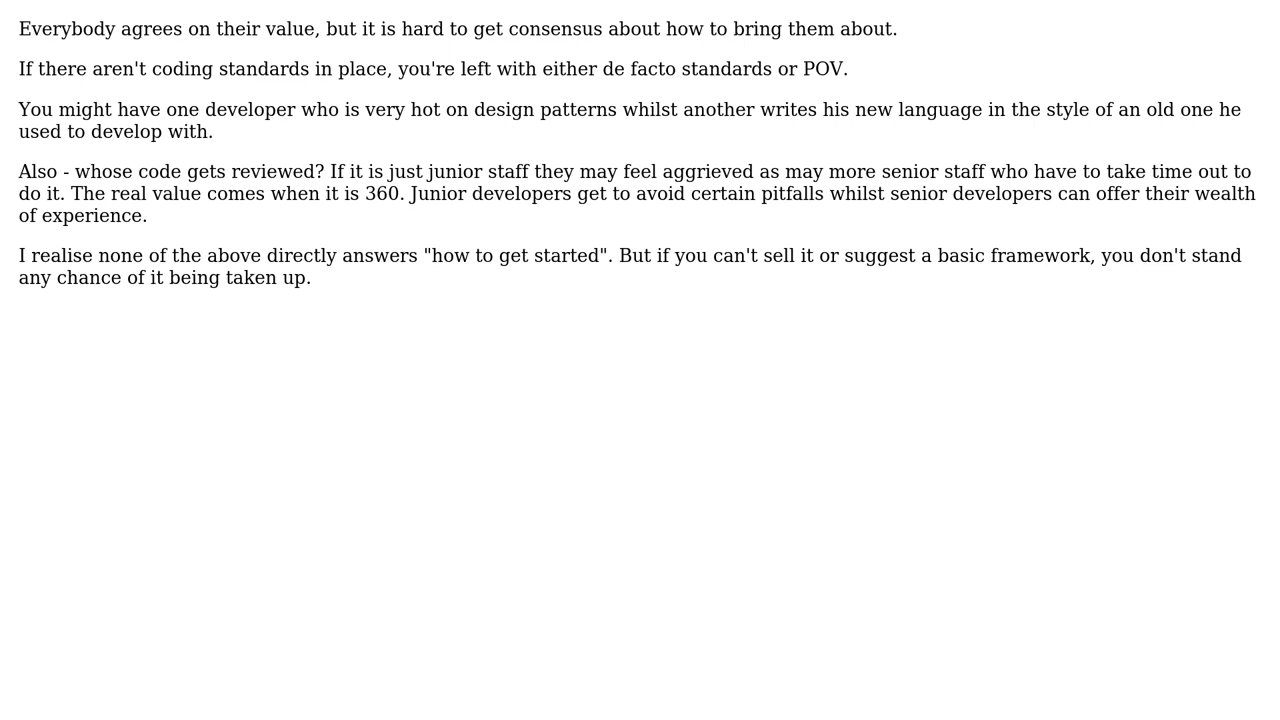 Everybody agrees on their value, but it is hard to get consensus about how to bring them about.
If there aren't coding standards in place, you're left with either de facto standards or POV.
You might have one developer who is very hot on design patterns whilst another writes his new language in the style of an old one he
used to develop with.
Also - whose code gets reviewed? If it is just junior staff they may feel aggrieved as may more senior staff who have to take time out to
do it. The real value comes when it is 360. Junior developers get to avoid certain pitfalls whilst senior developers can offer their wealth
of experience.
I realise none of the above directly answers "how to get started". But if you can't sell it or suggest a basic framework, you don't stand
any chance of it being taken up.